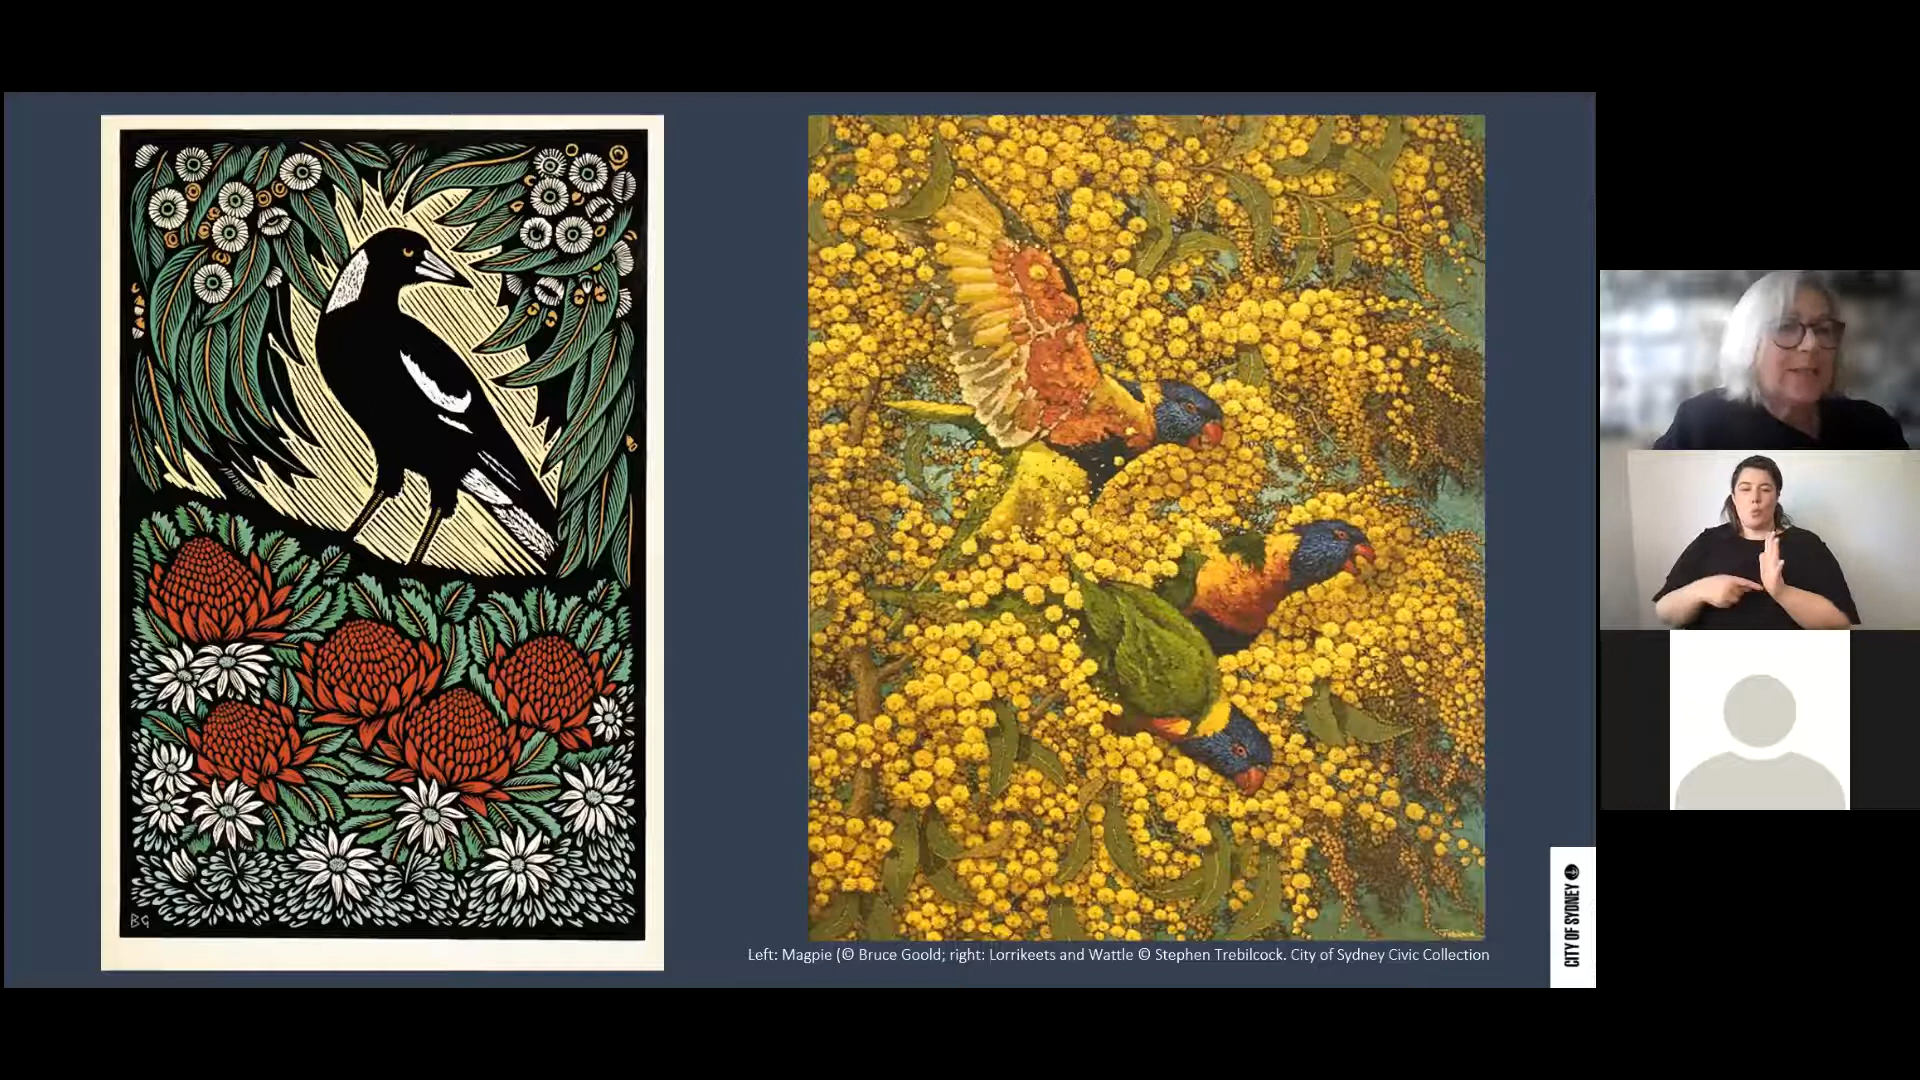 BG
Left: Magpie (© Bruce Goold; right: Lorrikeets and Wattle © Stephen Trebilcock. City of Sydney Civic Collection
CITY OF SYDNEY